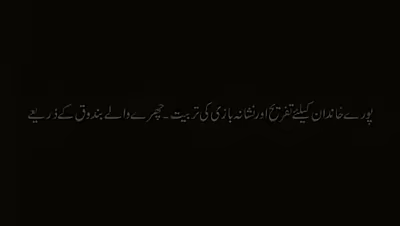 پورے خاندان کیلئے تفریح اور نشانہ بازی کی تربیت ۔ چھرے والے بندوق کے ذریعے